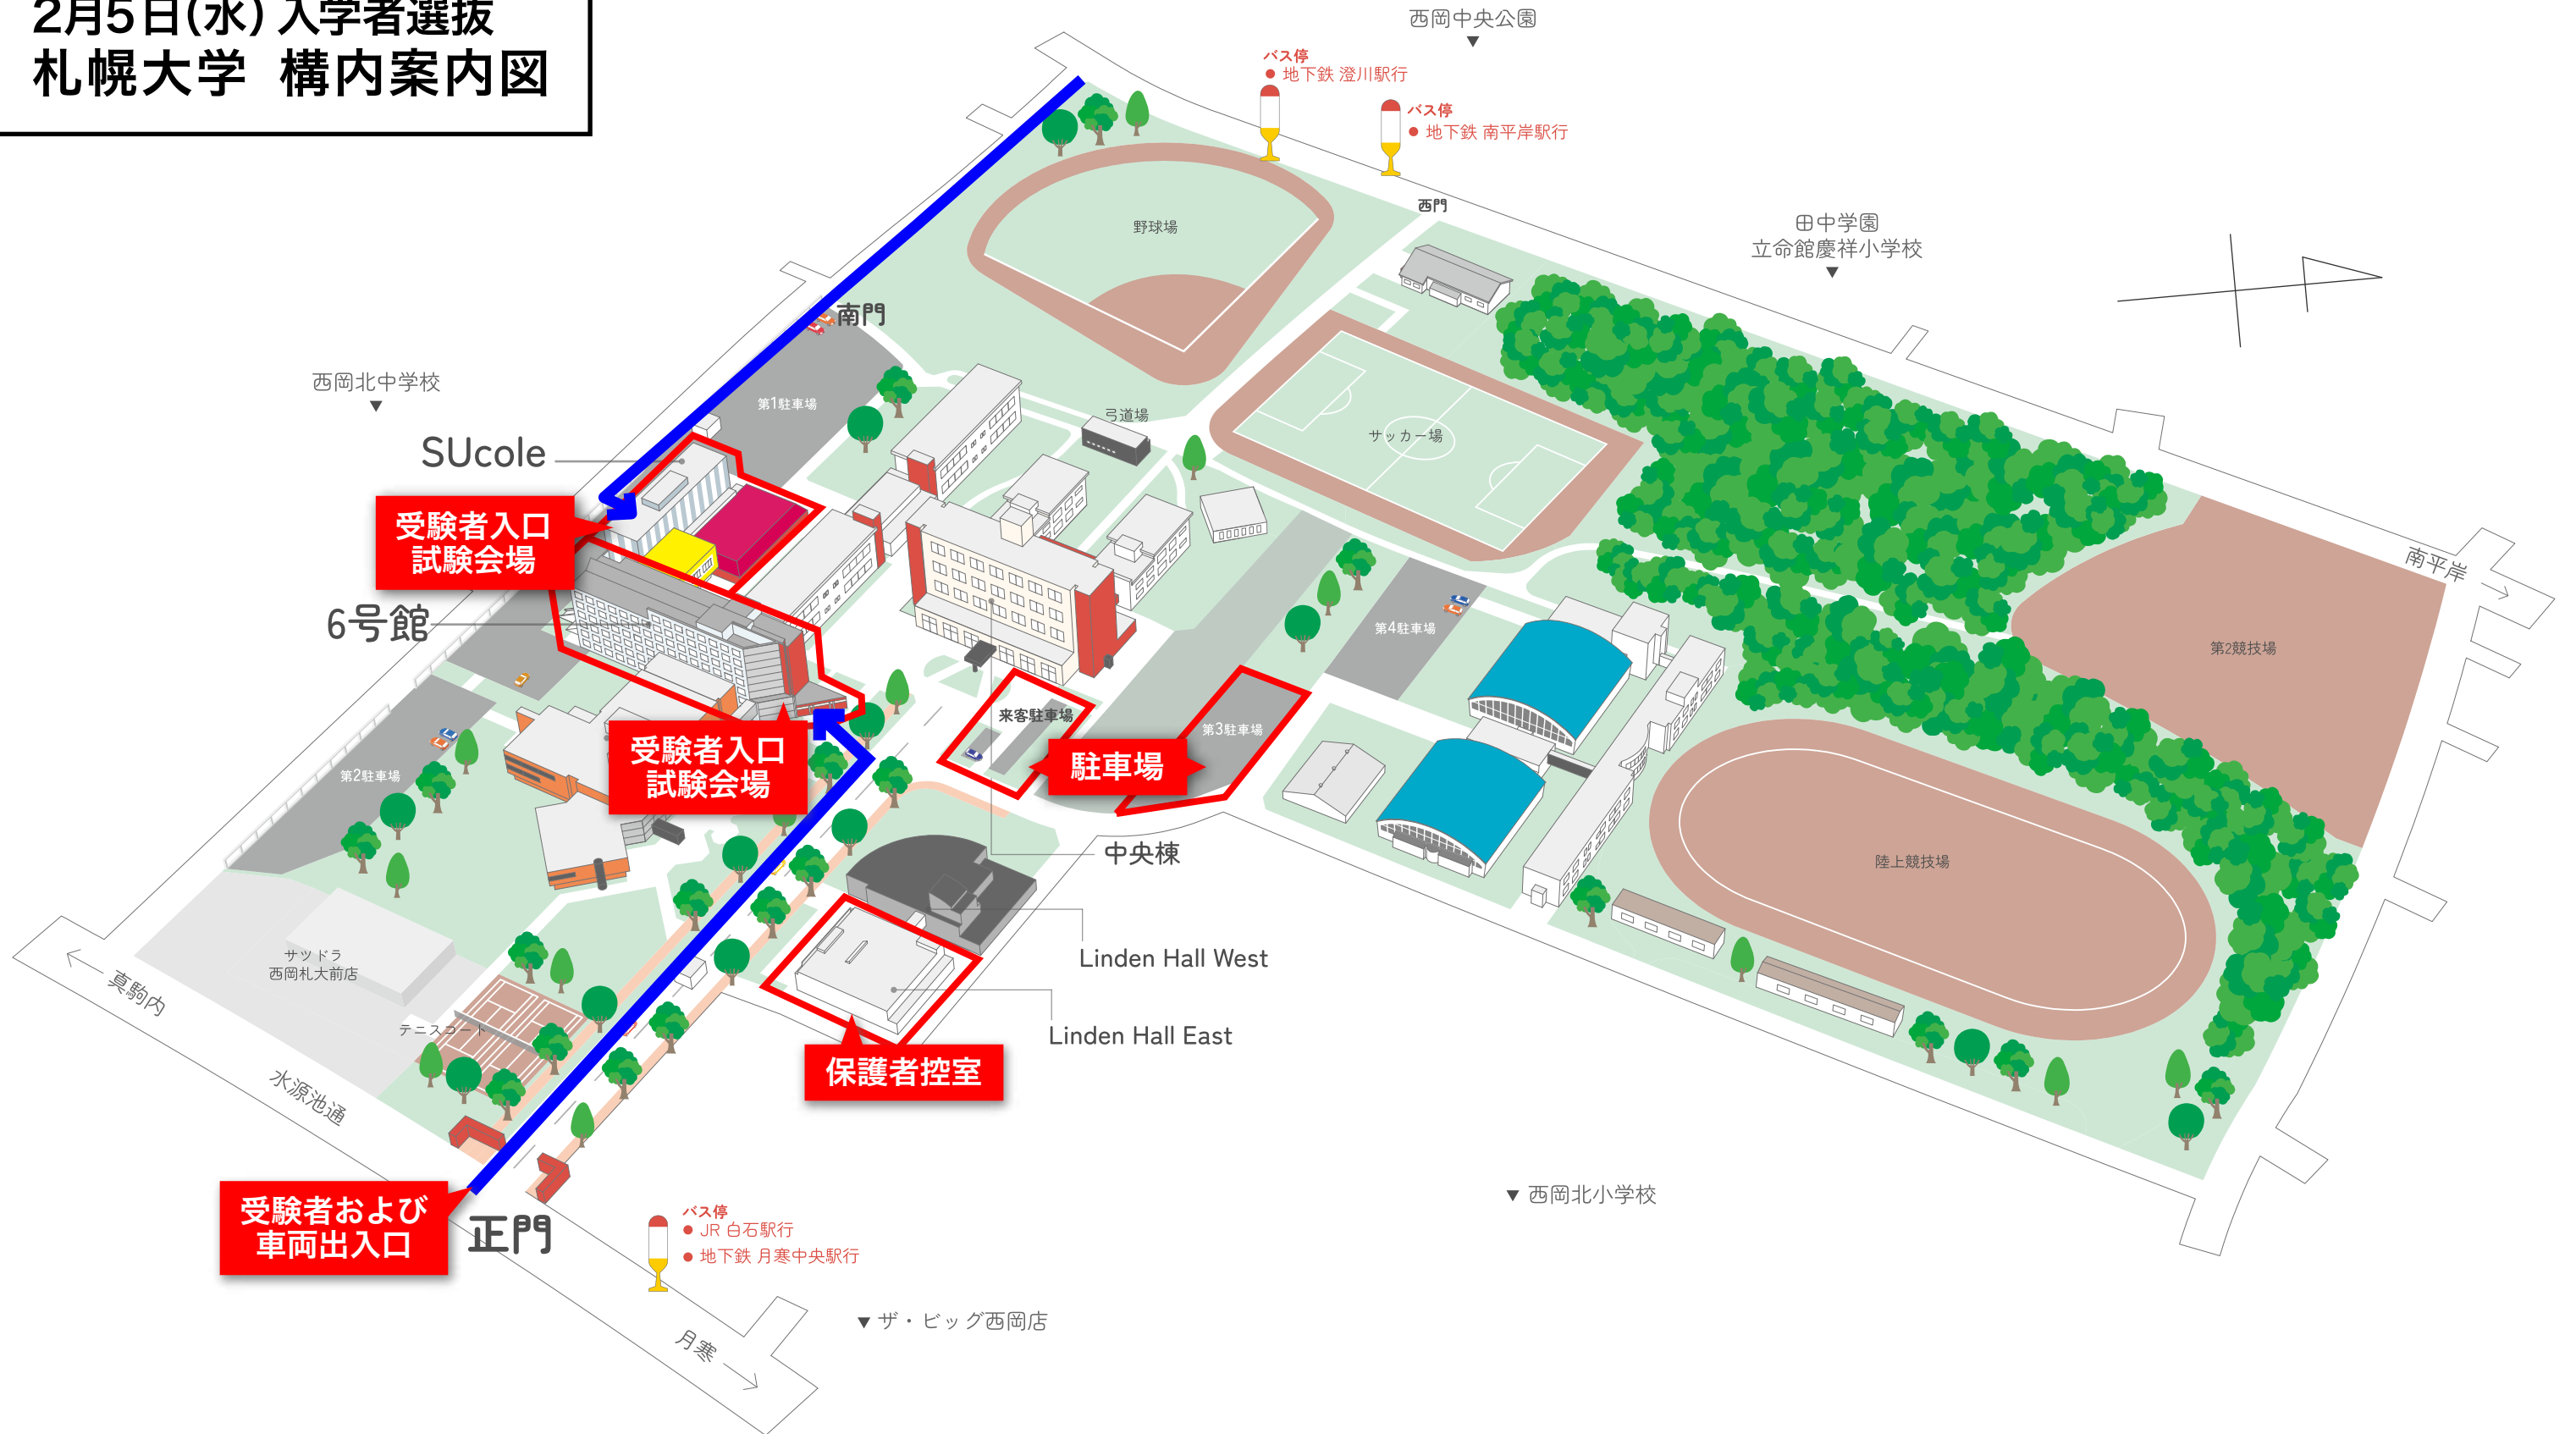 2月5日(水)入学者選抜
札幌大学 構内案内図
西岡中央公園
▼
バス停
● 地下鉄 澄川駅行
バス停
● 地下鉄 南平岸駅行
西門
野球場
田中学園
立命館慶祥小学校
▼
南門
西岡北中学校
▼
第1駐車場
弓道場
サッカー場
SUcole
受験者入口
試験会場
6号館
南平岸
第4駐車場
第2競技場
来客駐車場
第3駐車場
受験者入口
試験会場
駐車場
第2駐車場
中央棟
陸上競技場
サツドラ
西岡札大前店
Linden Hall West
真駒内
テニスコート
Linden Hall East
保護者控室
水源池通
受験者および
車両出入口
正門
▼ 西岡北小学校
バス停
● JR 白石駅行
● 地下鉄 月寒中央駅行
▼ ザ・ビッグ西岡店
月寒